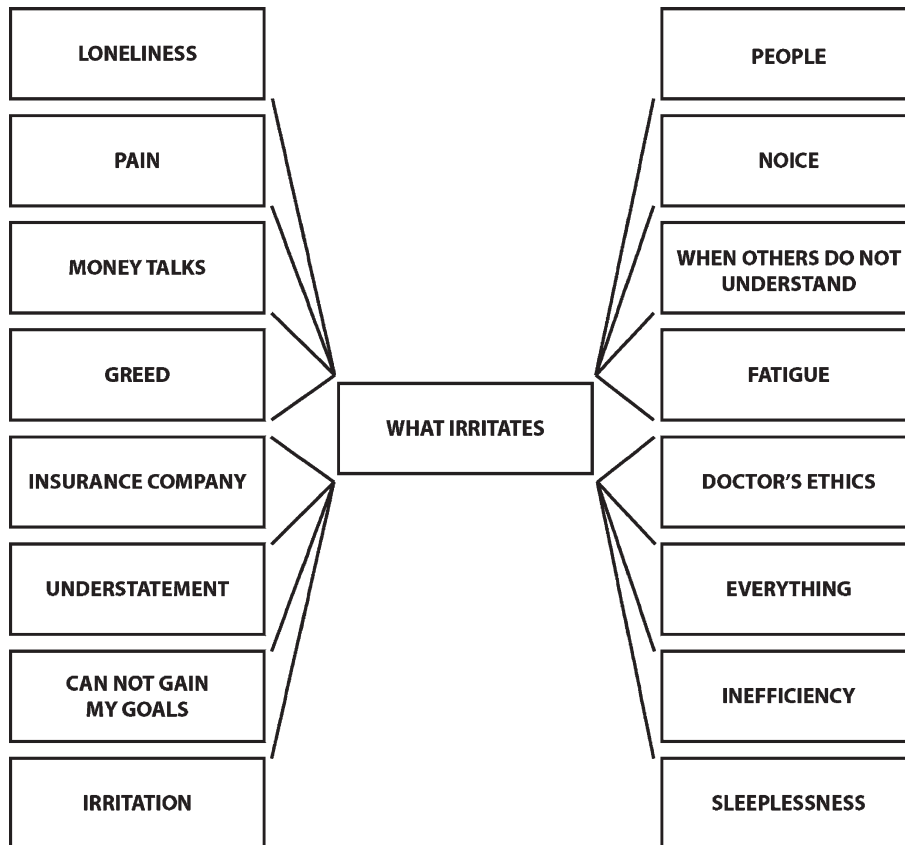 LONELINESS
PAIN
MONEY TALKS
GREED
INSURANCE COMPANY
UNDERSTATEMENT
CAN NOT GAIN
MY GOALS
IRRITATION
WHAT IRRITATES
PEOPLE
NOICE
WHEN OTHERS DO NOT
UNDERSTAND
FATIGUE
DOCTOR’S ETHICS
EVERYTHING
INEFFICIENCY
SLEEPLESSNESS